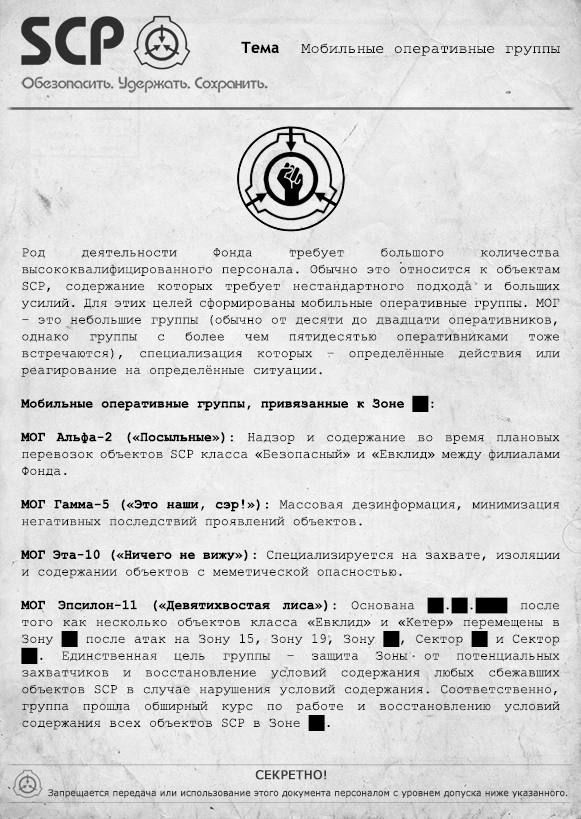 SCP
Обезопасить. Удержать. Сохранить.
Тема Мобильные оперативные группы
Род деятельности Фонда требует большого количества
высококвалифицированного персонала. Обычно это относится к объектам
SCP, содержание которых требует нестандартного подхода и больших
усилий. Для этих целей сформированы мобильные оперативные группы. МОГ
– это небольшие группы (обычно от десяти до двадцати оперативников,
однако группы с более чем пятидесятью оперативниками тоже
встречаются), специализация которых – определённые действия или
реагирование на определённые ситуации.
Мобильные оперативные группы, привязанные к Зоне ██:
МОГ Альфа-2 («Посыльные»): Надзор и содержание во время плановых
перевозок объектов SCP класса «Безопасный» и «Евклид» между филиалами
Фонда.
МОГ Гамма-5 («Это наши, сэр!»): Массовая дезинформация, минимизация
негативных последствий проявлений объектов.
МОГ Эта-10 («Ничего не вижу»): Специализируется на захвате, изоляции
и содержании объектов с меметической опасностью.
МОГ Эпсилон-11 («Девятихвостая лиса»): Основана ██.██.████ после
того как несколько объектов класса «Евклид» и «Кетер» перемещены в
Зону ██ после атак на Зону 15, Зону 19, Зону ██, Сектор ██ и Сектор
██. Единственная цель группы – защита Зоны от потенциальных
захватчиков и восстановление условий содержания любых сбежавших
объектов SCP в случае нарушения условий содержания. Соответственно,
группа прошла обширный курс по работе и восстановлению условий
содержания всех объектов SCP в Зоне ██.
СЕКРЕТНО!
Запрещается передача или использование этого документа персоналом с уровнем допуска ниже указанного.